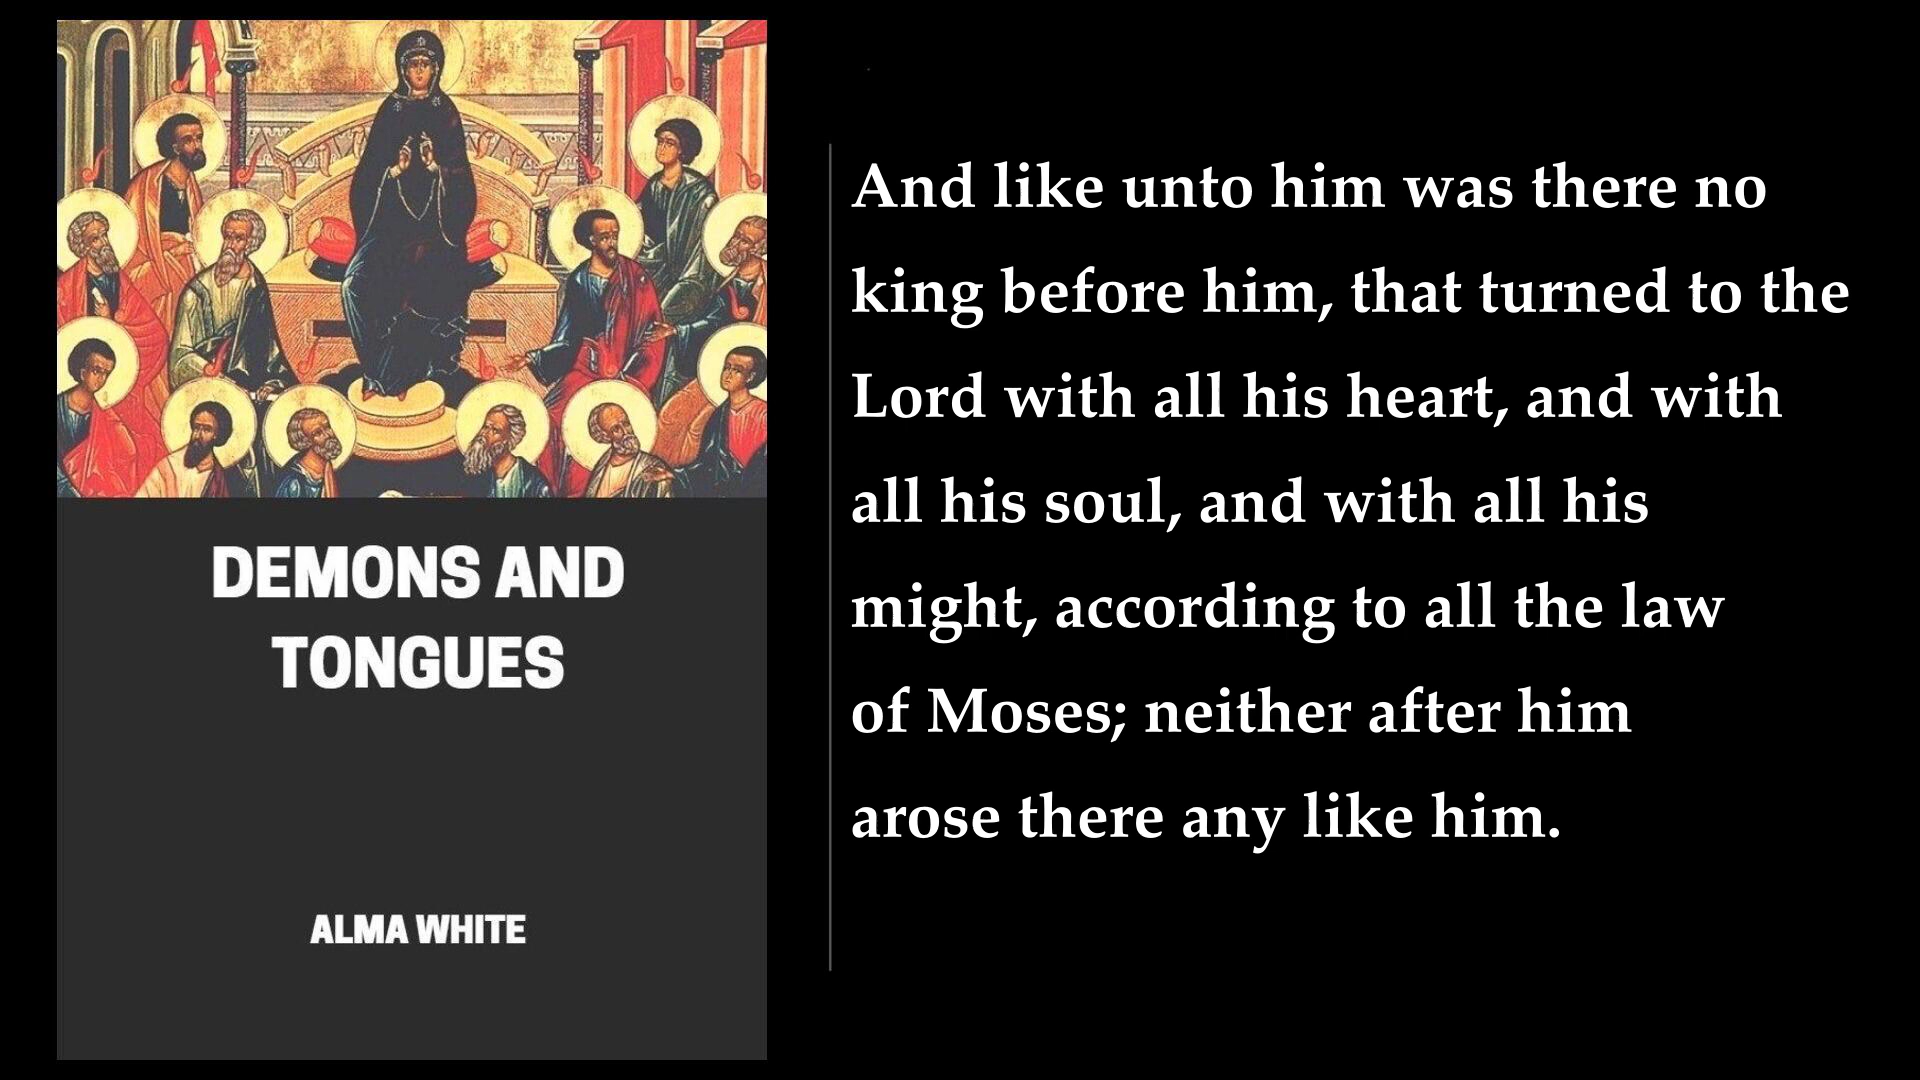 DEMONS AND
TONGUES
ALMA WHITE
And like unto him was there no
king before him, that turned to the
Lord with all his heart, and with
all his soul, and with all his
might, according to all the law
of Moses; neither after him
arose there any like him.